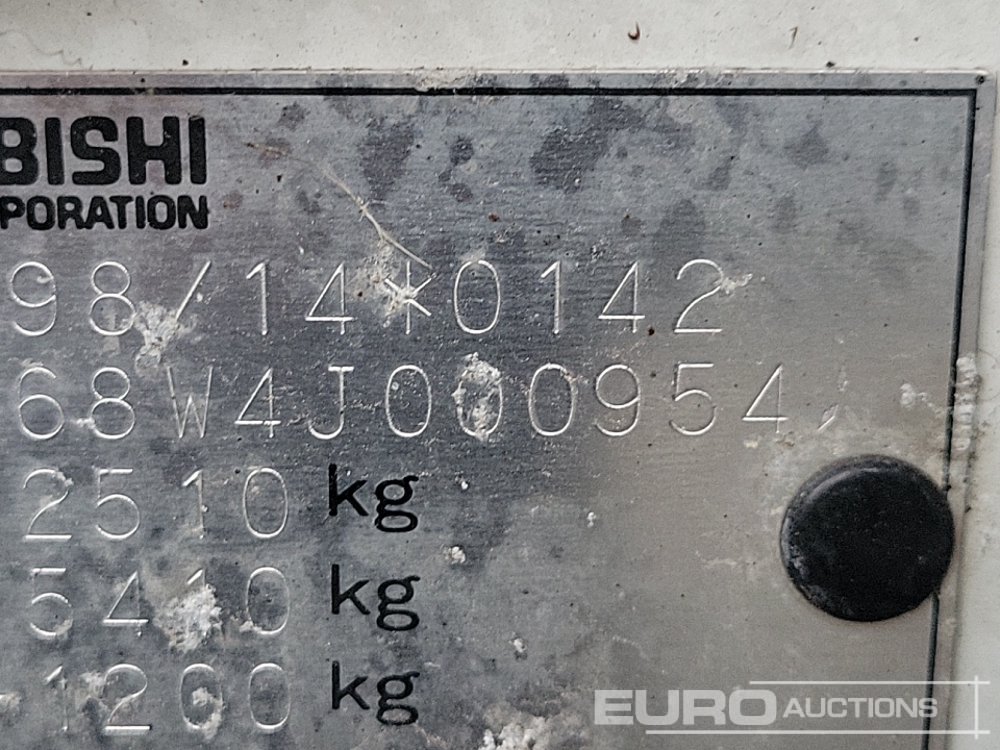 BISHI
PORATION
98/14*0142
68W4J000954
2510 kg
5410 kg
-1200 kg
EURO AUCTIONS